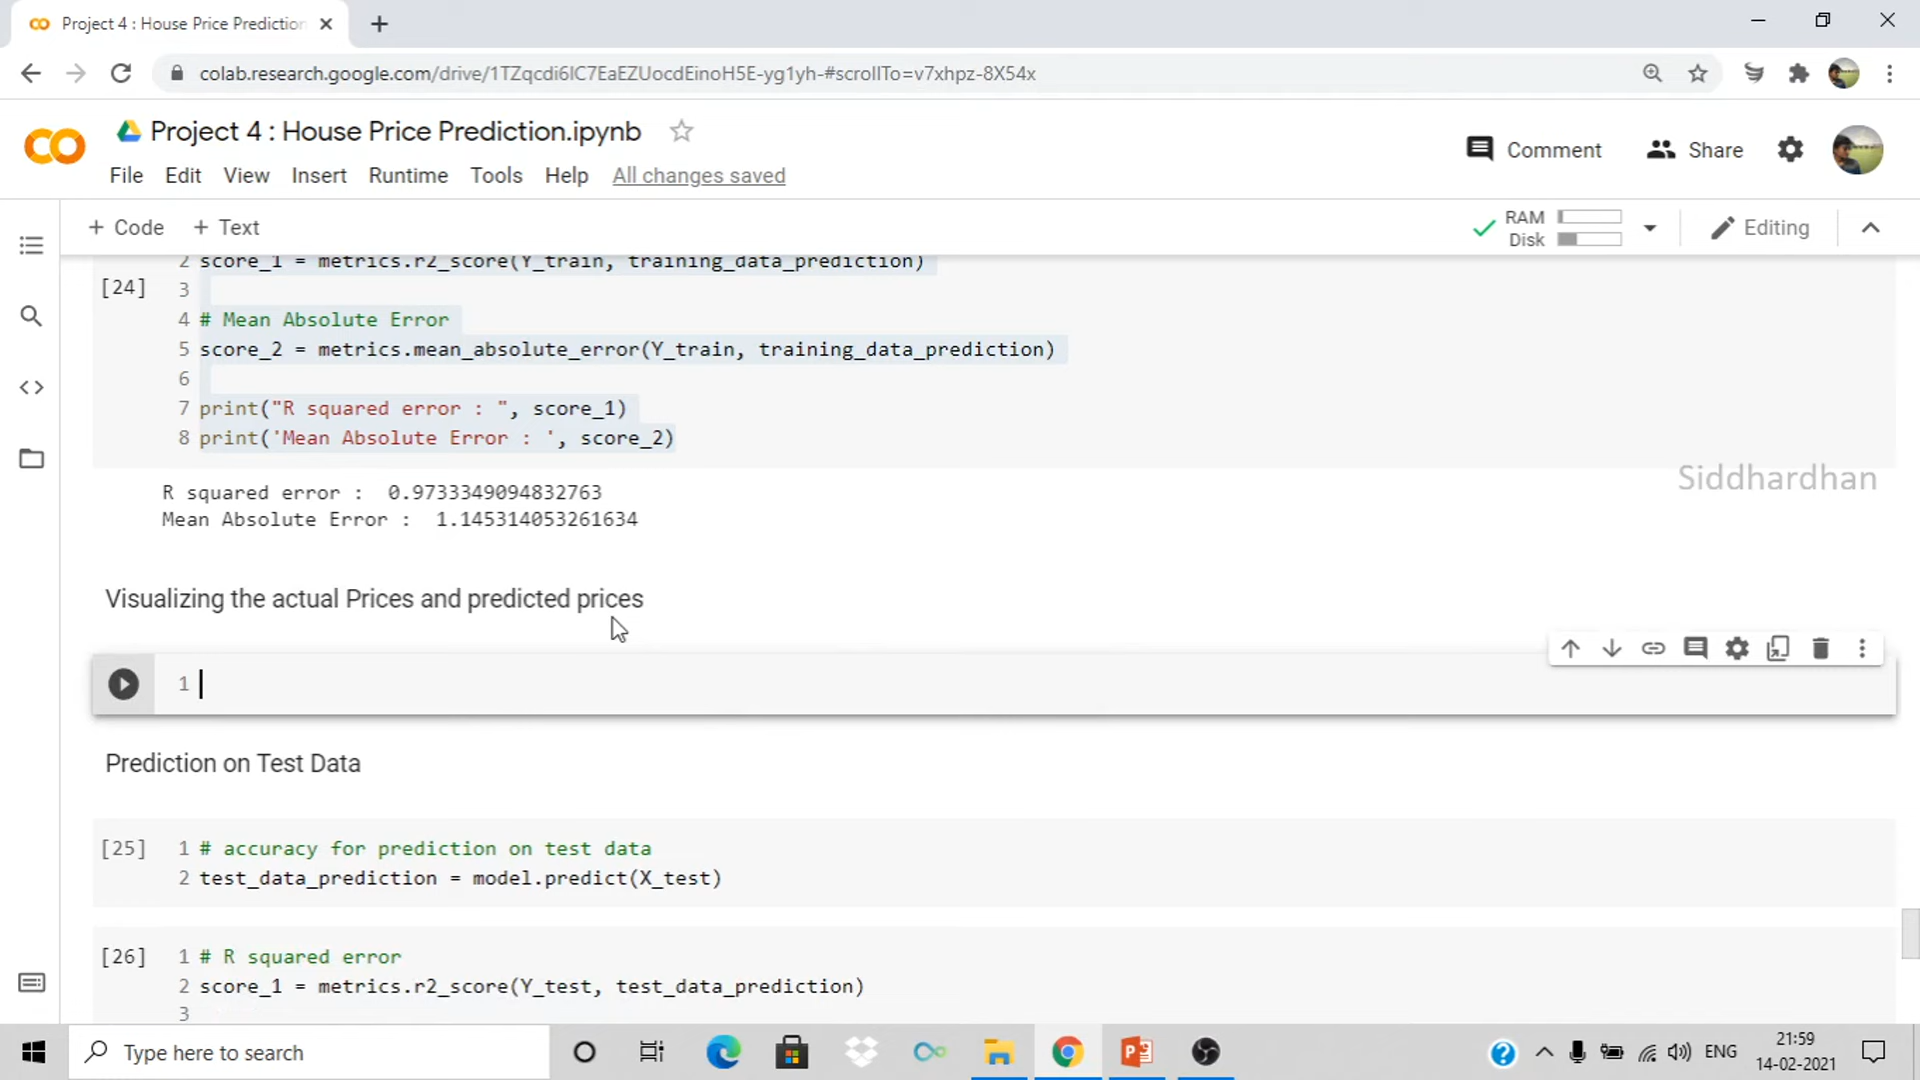 Project 4 : House Price Prediction
colab.research.google.com/drive/1TZqcdi6lC7EaEZUocdEinoH5E-yg1yh-#scrollTo=v7xhpz-8X54x
Project 4 : House Price Prediction.ipynb
Comment
Share
File Edit View Insert Runtime Tools Help All changes saved
+ Code + Text
RAM
Disk
Editing
2 score_1 = metrics.r2_score(Y_train, training_data_prediction)
[24] 3
4 # Mean Absolute Error
5 score_2 = metrics.mean_absolute_error(Y_train, training_data_prediction)
6
7 print("R squared error : ", score_1)
8 print('Mean Absolute Error : ', score_2)
Siddhardhan
R squared error :  0.9733349094832763
Mean Absolute Error :  1.145314053261634
Visualizing the actual Prices and predicted prices
1
Prediction on Test Data
[25] 1 # accuracy for prediction on test data
2 test_data_prediction = model.predict(X_test)
[26] 1 # R squared error
2 score_1 = metrics.r2_score(Y_test, test_data_prediction)
3
Type here to search
ENG
21:59
14-02-2021